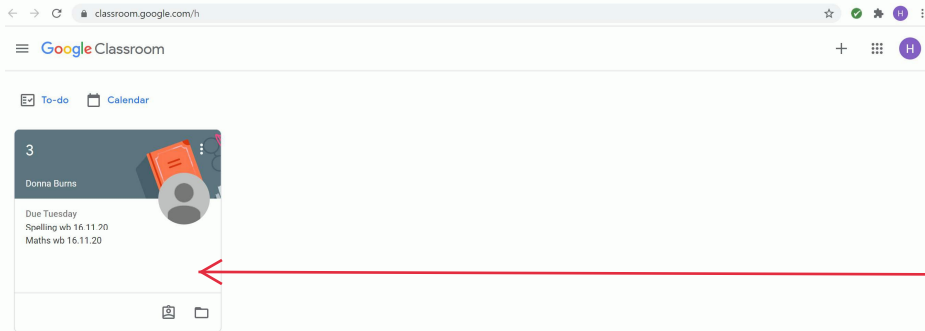 classroom.google.com/h
H
Google Classroom
H
To-do
Calendar
3
Donna Burns
Due Tuesday
Spelling wb 16.11.20
Maths wb 16.11.20